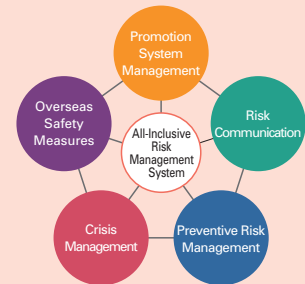 Promotion
System
Management
Overseas
Safety
Measures
Risk
Communication
All-Inclusive
Risk
Management
System
Crisis
Management
Preventive Risk
Management